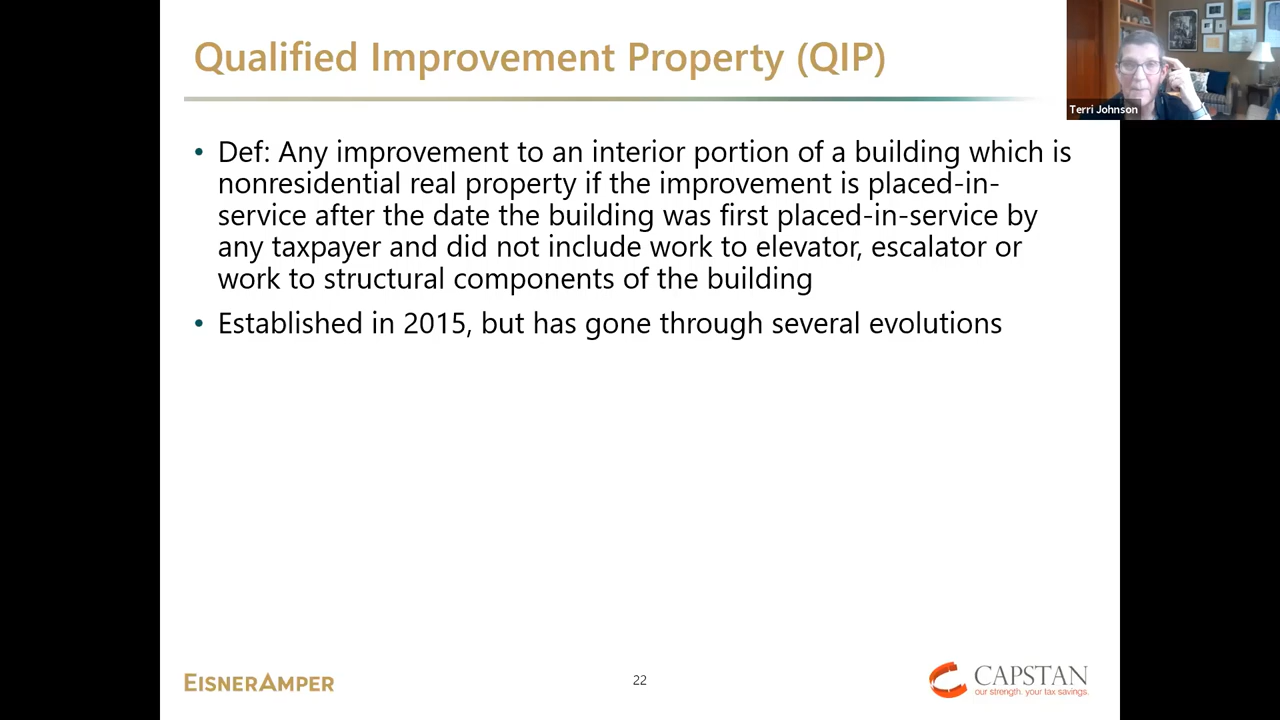 Qualified Improvement Property (QIP)
Terri Johnson
• Def: Any improvement to an interior portion of a building which is
nonresidential real property if the improvement is placed-in-
service after the date the building was first placed-in-service by
any taxpayer and did not include work to elevator, escalator or
work to structural components of the building
• Established in 2015, but has gone through several evolutions
EISNERAMPER
22
CAPSTAN
our strength. your tax savings.